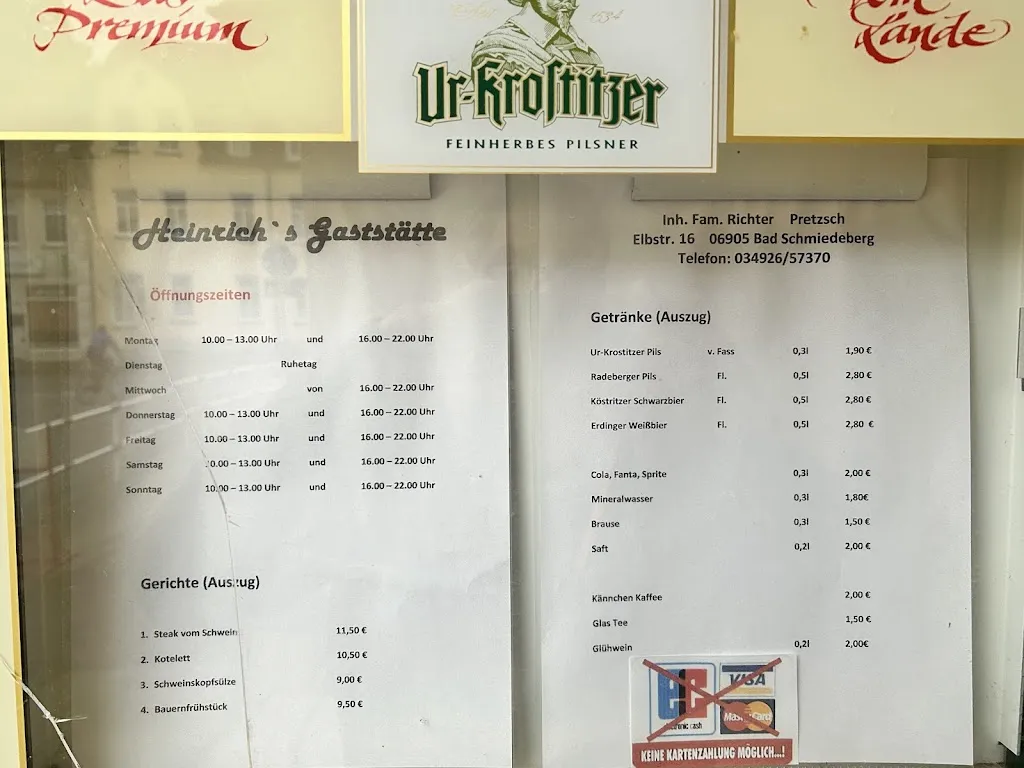 Premium
Lände
1534
Ur-Krostitzer
FEINHERBES PILSNER
Heinrich`s Gaststätte
Öffnungszeiten
Montag 10.00 – 13.00 Uhr und 16.00 – 22.00 Uhr
Dienstag Ruhetag
Mittwoch von 16.00 – 22.00 Uhr
Donnerstag 10.00 – 13.00 Uhr und 16.00 – 22.00 Uhr
Freitag 10.00 – 13.00 Uhr und 16.00 – 22.00 Uhr
Samstag 10.00 – 13.00 Uhr und 16.00 – 22.00 Uhr
Sonntag 10.00 – 13.00 Uhr und 16.00 – 22.00 Uhr
Gerichte (Auszug)
1. Steak vom Schwein 11,50 €
2. Kotelett 10,50 €
3. Schweinskopfsülze 9,00 €
4. Bauernfrühstück 9,50 €
Inh. Fam. Richter Pretzsch
Elbstr. 16 06905 Bad Schmiedeberg
Telefon: 034926/57370
Getränke (Auszug)
Ur-Krostitzer Pils v. Fass 0,3l 1,90 €
Radeberger Pils Fl. 0,5l 2,80 €
Köstritzer Schwarzbier Fl. 0,5l 2,80 €
Erdinger Weißbier Fl. 0,5l 2,80 €
Cola, Fanta, Sprite 0,3l 2,00 €
Mineralwasser 0,3l 1,80€
Brause 0,3l 1,50 €
Saft 0,2l 2,00 €
Kännchen Kaffee 2,00 €
Glas Tee 1,50 €
Glühwein 0,2l 2,00€
ec VISA
cash MasterCard
KEINE KARTENZAHLUNG MÖGLICH...!